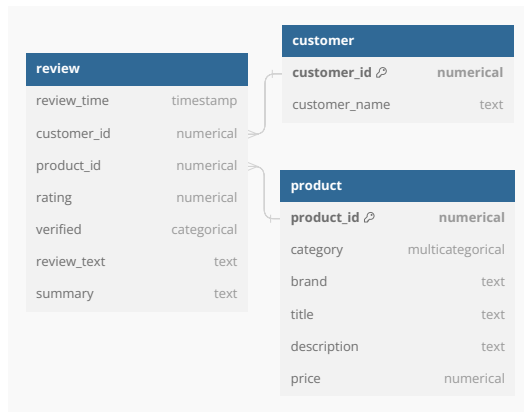 review
review_time timestamp
customer_id numerical
product_id numerical
rating numerical
verified categorical
review_text text
summary text
customer
customer_id numerical
customer_name text
product
product_id numerical
category multicategorical
brand text
title text
description text
price numerical